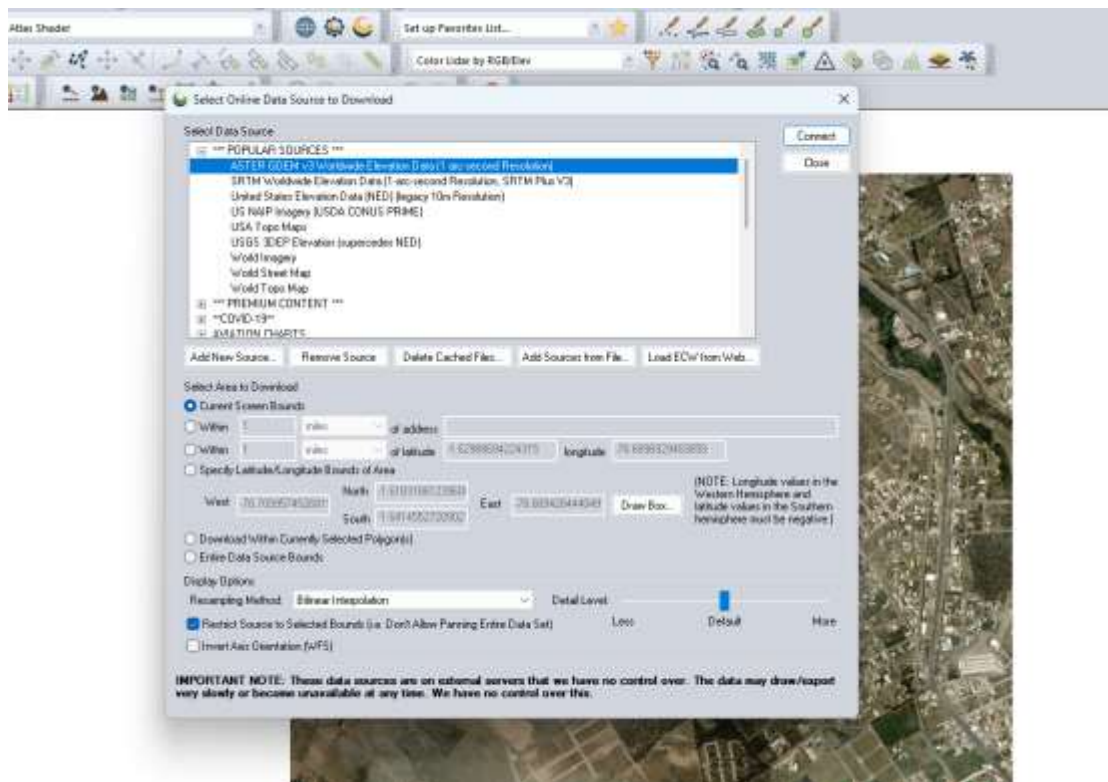 Atlas Shader
Set up Favorites List...
Color Lidar by RGB/Elev
Select Online Data Source to Download
Select Data Source
*** POPULAR SOURCES ***
ASTER GDEM v3 Worldwide Elevation Data (1 arc-second Resolution)
SRTM Worldwide Elevation Data (1-arc-second Resolution, SRTM Plus V3)
United States Elevation Data (NED) (legacy 10m Resolution)
US NAIP Imagery (USDA CONUS PRIME)
USA Topo Maps
USGS 3DEP Elevation (supercedes NED)
World Imagery
World Street Map
World Topo Map
*** PREMIUM CONTENT ***
**COVID-19**
AVIATION CHARTS
Connect
Close
Add New Source...
Remove Source
Delete Cached Files...
Add Sources from File...
Load ECW from Web...
Select Area to Download
Current Screen Bounds
Within 1 miles of address
Within 1 miles of latitude longitude
Specify Latitude/Longitude Bounds of Area
North
West
East
South
Draw Box...
(NOTE: Longitude values in the
Western Hemisphere and
latitude values in the Southern
hemisphere must be negative.)
Download Within Currently Selected Polygon(s)
Entire Data Source Bounds
Display Options
Resampling Method: Bilinear Interpolation
Detail Level:
Less Default More
Restrict Source to Selected Bounds (i.e. Don't Allow Panning Entire Data Set)
Invert Axis Orientation (WFS)
IMPORTANT NOTE: These data sources are on external servers that we have no control over. The data may draw/export
very slowly or become unavailable at any time. We have no control over this.